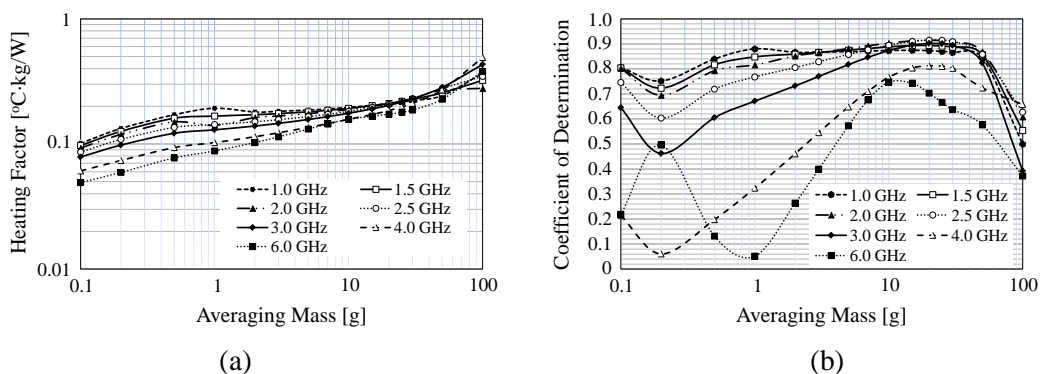 1
0.1
0.01
Heating Factor [°C·kg/W]
1.0 GHz
1.5 GHz
2.0 GHz
2.5 GHz
3.0 GHz
4.0 GHz
6.0 GHz
0.1 1 10 100
Averaging Mass [g]
(a)
1.0
0.9
0.8
0.7
0.6
0.5
0.4
0.3
0.2
0.1
0
Coefficient of Determination
1.0 GHz
1.5 GHz
2.0 GHz
2.5 GHz
3.0 GHz
4.0 GHz
6.0 GHz
0.1 1 10 100
Averaging Mass [g]
(b)